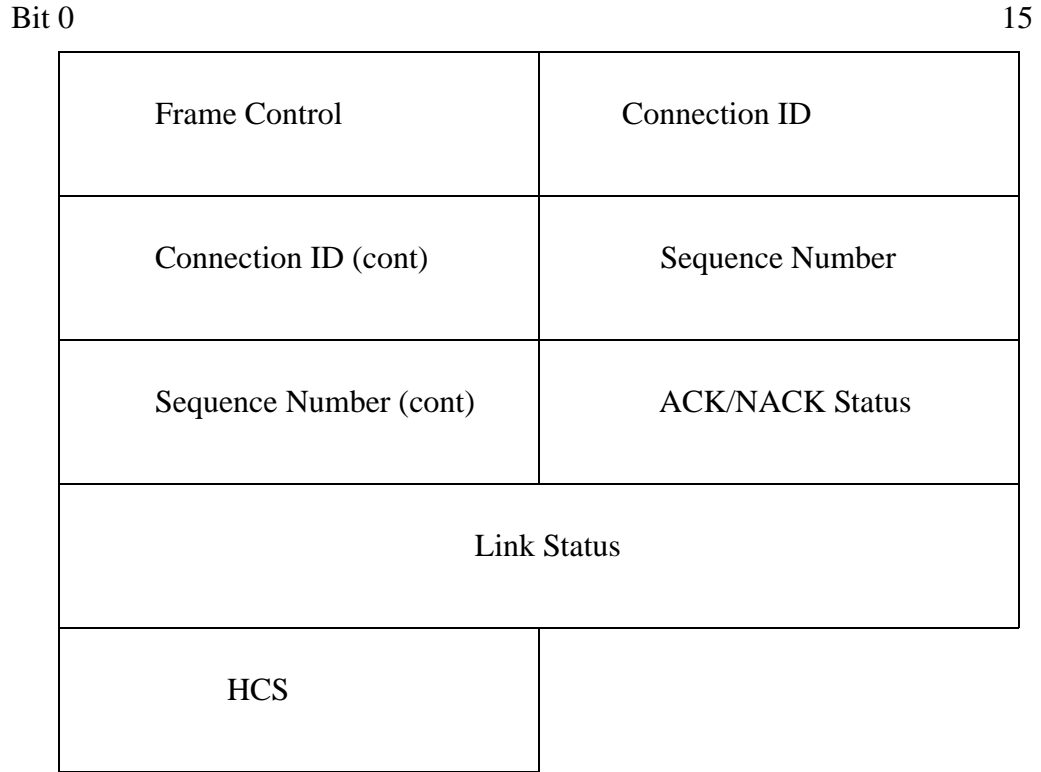 Bit 0 15
Frame Control Connection ID
Connection ID (cont) Sequence Number
Sequence Number (cont) ACK/NACK Status
Link Status
HCS